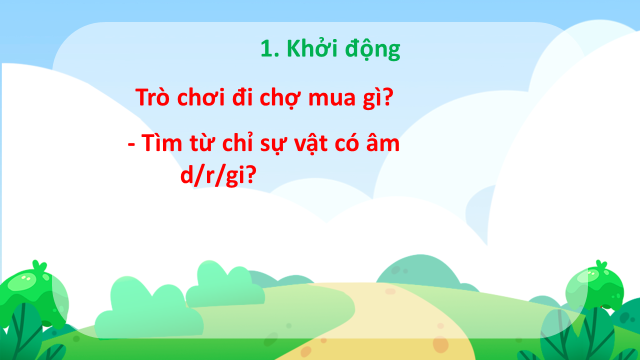 1. Khởi động
Trò chơi đi chợ mua gì?
- Tìm từ chỉ sự vật có âm
d/r/gi?